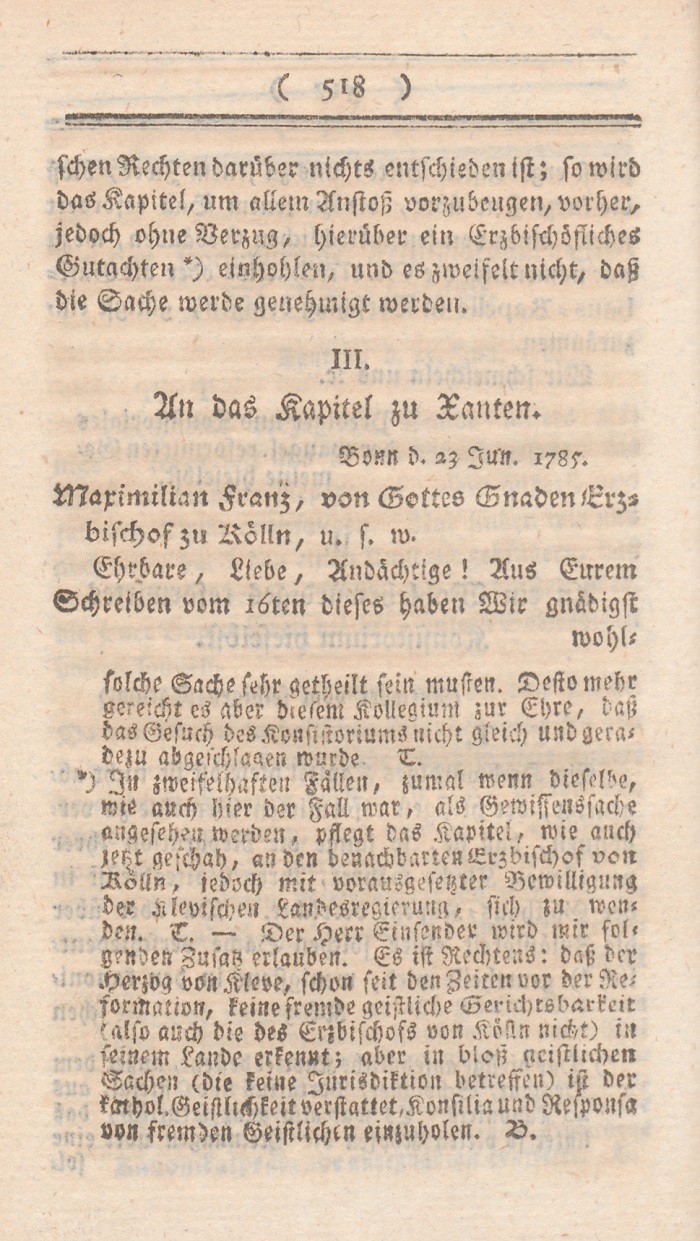 ( 518 )
schen Rechten darüber nichts entschieden ist; so wird
das Kapitel, um allem Anstoß vorzubeugen, vorher,
jedoch ohne Verzug, hierüber ein Erzbischöfliches
Gutachten *) einhohlen, und es zweifelt nicht, daß
die Sache werde genehmigt werden.
III.
An das Kapitel zu Xanten.
Bonn d. 23 Jun. 1785.
Maximilian Franz, von Gottes Gnaden Erz-
bischof zu Kölln, u. s. w.
Ehrbare, Liebe, Andächtige! Aus Eurem
Schreiben vom 16ten dieses haben Wir gnädigst
wohl-
solche Sache sehr getheilt sein musten. Desto mehr
gereicht es aber diesem Kollegium zur Ehre, daß
das Gesuch des Konsistoriums nicht gleich und gera-
dezu abgeschlagen wurde T.
*) In zweifelhaften Fällen, zumal wenn dieselbe,
wie auch hier der Fall war, als Gewissenssache
angesehen werden, pflegt das Kapitel, wie auch
jetzt geschah, an den benachbarten Erzbischof von
Kölln, jedoch mit vorausgesetzter Bewilligung
der Klevischen Landesregierung, sich zu wen-
den. T. — Der Herr Einsender wird mir fol-
genden Zusatz erlauben. Es ist Rechtens: daß der
Herzog von Kleve, schon seit den Zeiten vor der Re-
formation, keine fremde geistliche Gerichtsbarkeit
(also auch die des Erzbischofs von Kölln nicht) in
seinem Lande erkennt; aber in bloß geistlichen
Sachen (die keine Jurisdiktion betreffen) ist der
kathol. Geistlichkeit verstattet, Konsilia und Responsa
von fremden Geistlichen einzuholen. B.